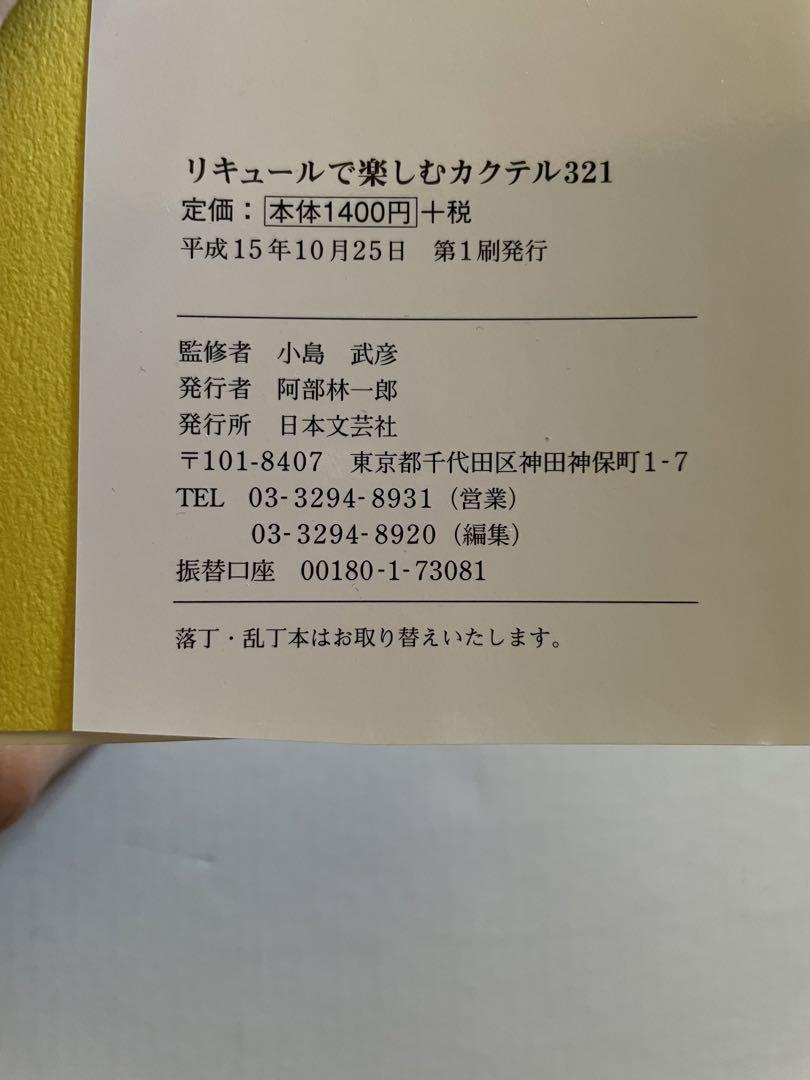 リキュールで楽しむカクテル321
定価：本体1400円+税
平成15年10月25日　第1刷発行
監修者　小島　武彦
発行者　阿部林一郎
発行所　日本文芸社
〒101-8407　東京都千代田区神田神保町1-7
TEL　03-3294-8931（営業）
03-3294-8920（編集）
振替口座　00180-1-73081
落丁・乱丁本はお取り替えいたします。